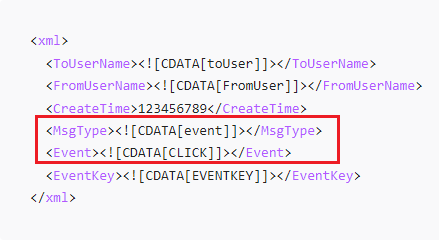 <xml>
<ToUserName><![CDATA[toUser]]></ToUserName>
<FromUserName><![CDATA[FromUser]]></FromUserName>
<CreateTime>123456789</CreateTime>
<MsgType><![CDATA[event]]></MsgType>
<Event><![CDATA[CLICK]]></Event>
<EventKey><![CDATA[EVENTKEY]]></EventKey>
</xml>